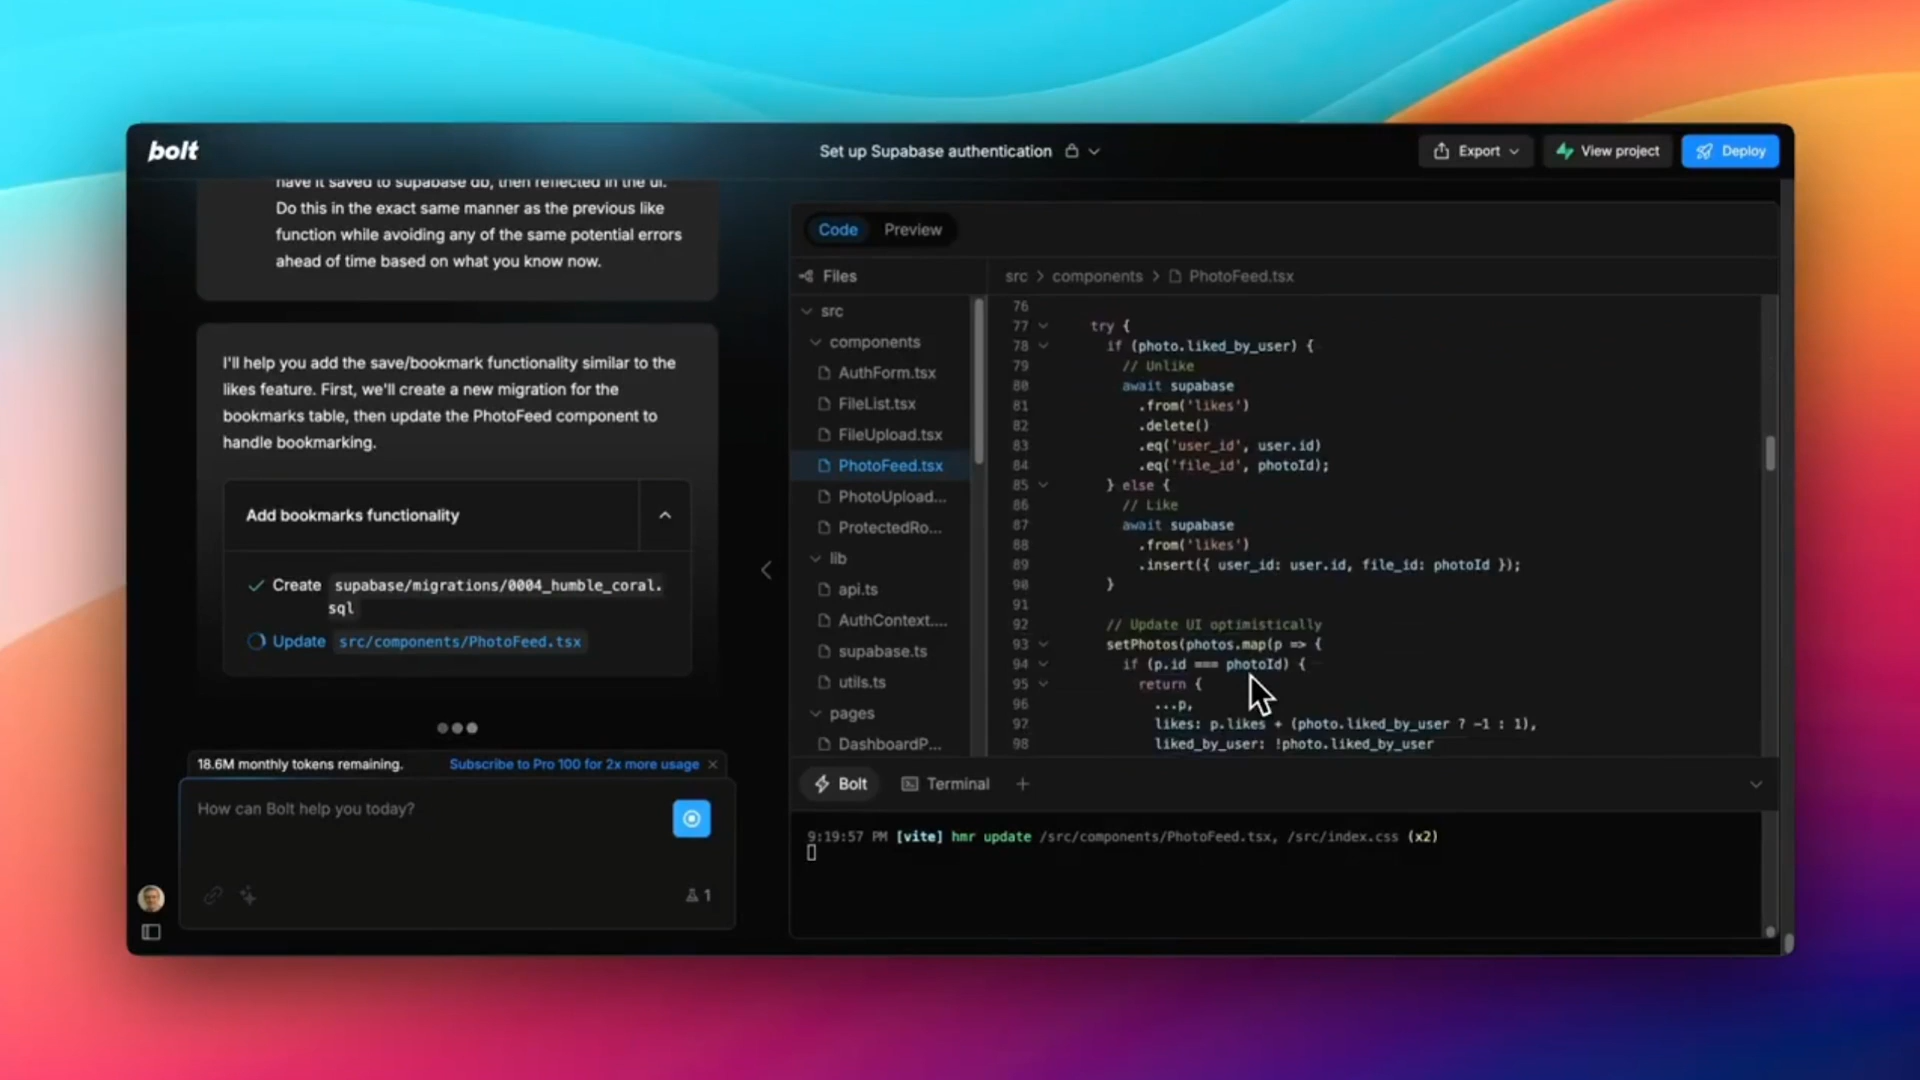 bolt
Set up Supabase authentication
Export
View project
Deploy
have it saved to supabase db, then reflected in the ui.
Do this in the exact same manner as the previous like
function while avoiding any of the same potential errors
ahead of time based on what you know now.
I'll help you add the save/bookmark functionality similar to the
likes feature. First, we'll create a new migration for the
bookmarks table, then update the PhotoFeed component to
handle bookmarking.
Add bookmarks functionality
Create supabase/migrations/0004_humble_coral.
sql
Update src/components/PhotoFeed.tsx
18.6M monthly tokens remaining. Subscribe to Pro 100 for 2x more usage
How can Bolt help you today?
1
Code Preview
Files
src
components
AuthForm.tsx
FileList.tsx
FileUpload.tsx
PhotoFeed.tsx
PhotoUpload...
ProtectedRo...
lib
api.ts
AuthContext....
supabase.ts
utils.ts
pages
DashboardP...
src > components > PhotoFeed.tsx
76
77 try {
78 if (photo.liked_by_user) {
79 // Unlike
80 await supabase
81 .from('likes')
82 .delete()
83 .eq('user_id', user.id)
84 .eq('file_id', photoId);
85 } else {
86 // Like
87 await supabase
88 .from('likes')
89 .insert({ user_id: user.id, file_id: photoId });
90 }
91
92 // Update UI optimistically
93 setPhotos(photos.map(p => {
94 if (p.id === photoId) {
95 return {
96 ...p,
97 likes: p.likes + (photo.liked_by_user ? -1 : 1),
98 liked_by_user: !photo.liked_by_user
Bolt Terminal +
9:19:57 PM [vite] hmr update /src/components/PhotoFeed.tsx, /src/index.css (x2)